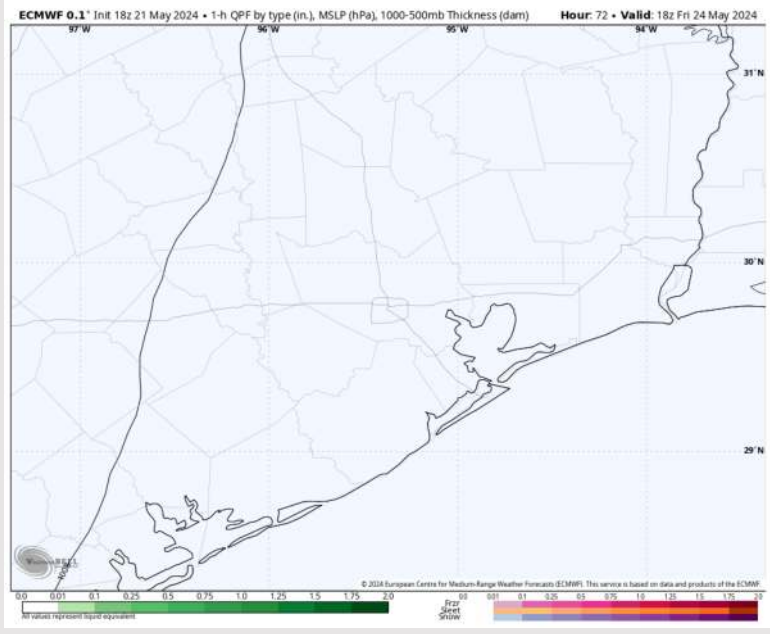 ECMWF 0.1° Init 18z 21 May 2024 • 1-h QPF by type (in.), MSLP (hPa), 1000-500mb Thickness (dam) Hour: 72 • Valid: 18z Fri 24 May 2024
97°W 96°W 95°W 94°W
31°N
30°N
29°N
© 2024 European Centre for Medium-Range Weather Forecasts (ECMWF). This service is based on data and products of the ECMWF.
0.0 0.01 0.1 0.25 0.5 0.75 1.0 1.25 1.5 1.75 2.0
0.0 0.01 0.1 0.25 0.5 0.75 1.0 1.25 1.5 1.75 2.0
All values represent liquid equivalent
Frzr
Sleet
Snow